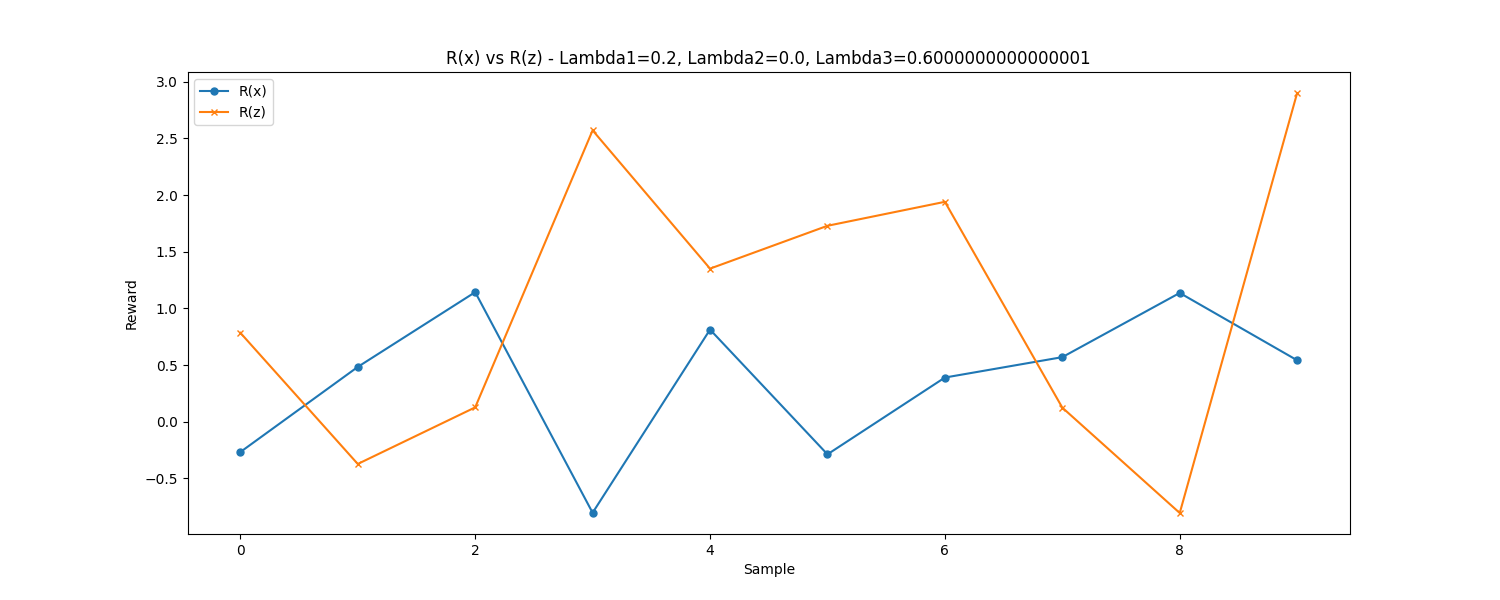 R(x) vs R(z) - Lambda1=0.2, Lambda2=0.0, Lambda3=0.6000000000000001
R(x)
R(z)
3.0
2.5
2.0
1.5
1.0
0.5
0.0
−0.5
Reward
0 2 4 6 8
Sample